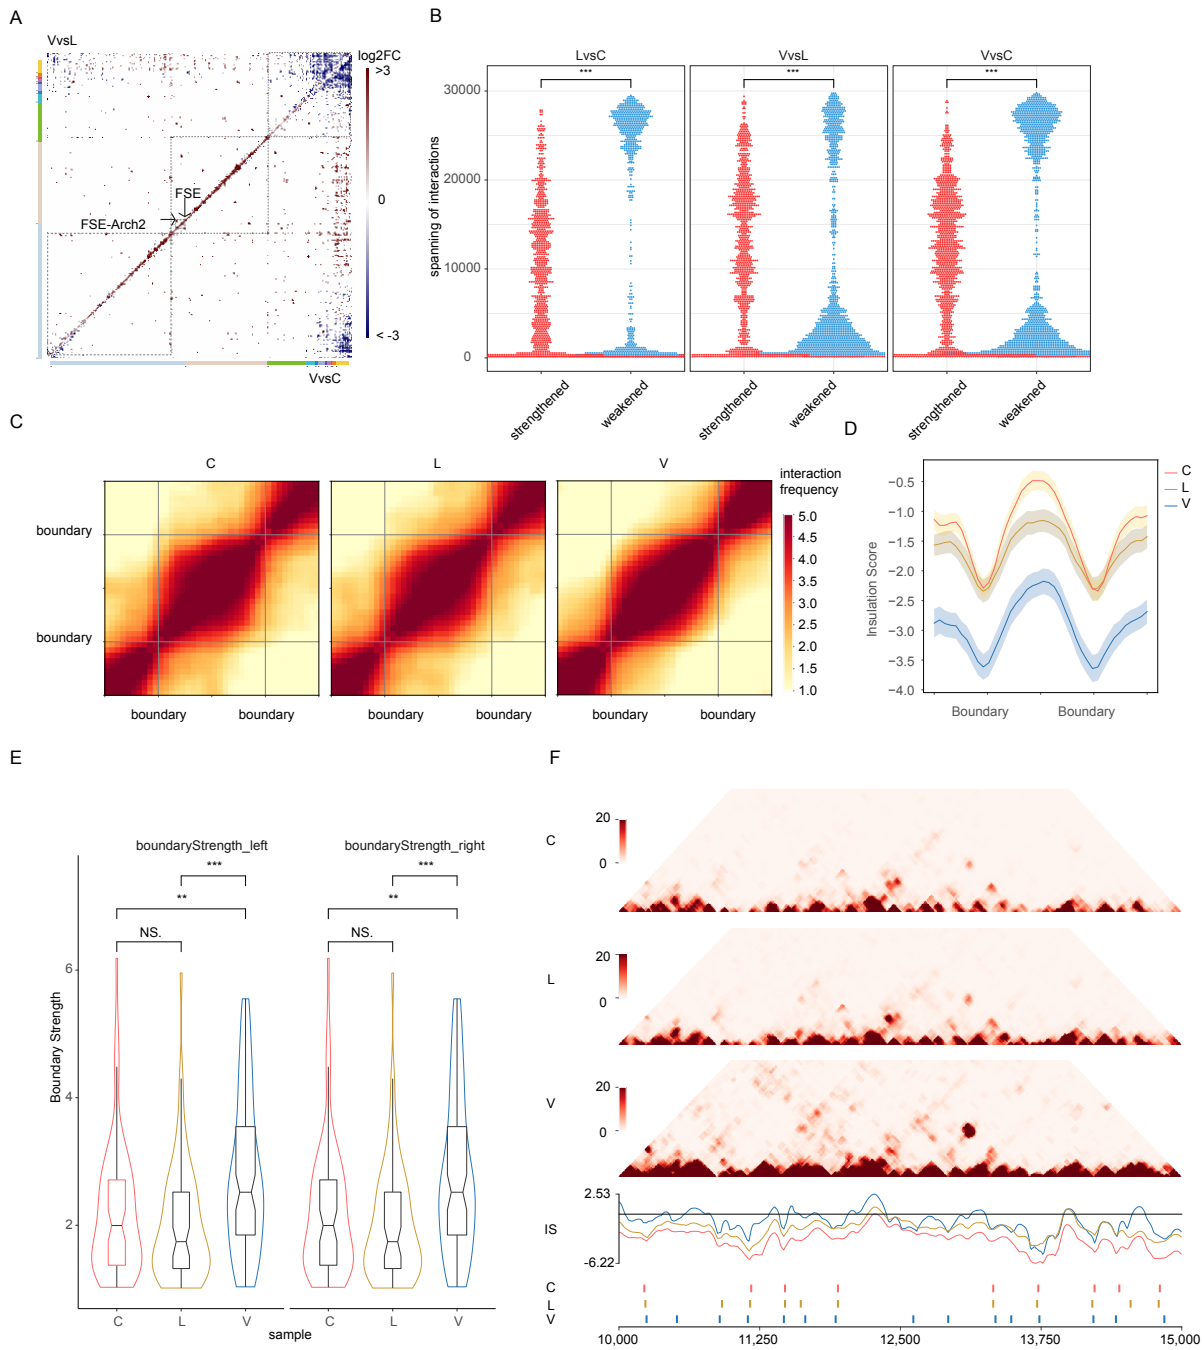 A
VvsL
log2FC
>3
0
< -3
FSE
FSE-Arch2
VvsC
B
LvsC
VvsL
VvsC
***
***
***
spanning of interactions
30000
20000
10000
0
strengthened
weakened
strengthened
weakened
strengthened
weakened
C
C
L
V
interaction
frequency
5.0
4.5
4.0
3.5
3.0
2.5
2.0
1.5
1.0
boundary
boundary
boundary
boundary
boundary
boundary
boundary
boundary
D
C
L
V
Insulation Score
−0.5
−1.0
−1.5
−2.0
−2.5
−3.0
−3.5
−4.0
Boundary
Boundary
E
boundaryStrength_left
boundaryStrength_right
***
***
**
**
NS.
NS.
Boundary Strength
6
4
2
C
L
V
C
L
V
sample
F
C
20
0
L
20
0
V
20
0
2.53
IS
-6.22
C
L
V
10,000
11,250
12,500
13,750
15,000